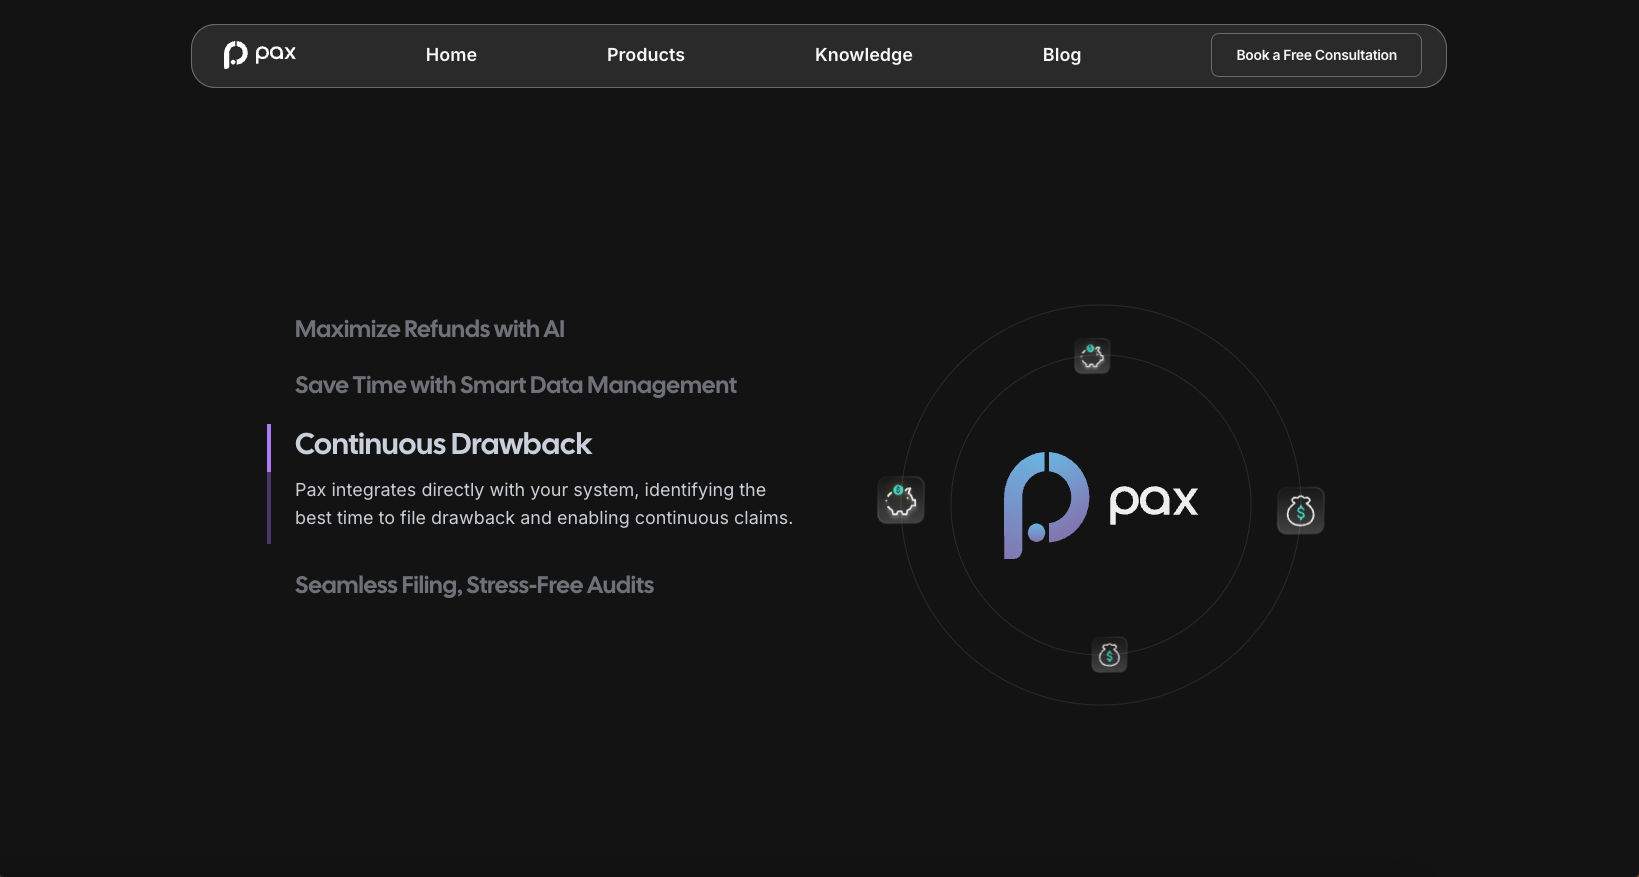 pax
Home
Products
Knowledge
Blog
Book a Free Consultation
Maximize Refunds with AI
Save Time with Smart Data Management
Continuous Drawback
Pax integrates directly with your system, identifying the
best time to file drawback and enabling continuous claims.
Seamless Filing, Stress-Free Audits
$
pax
$